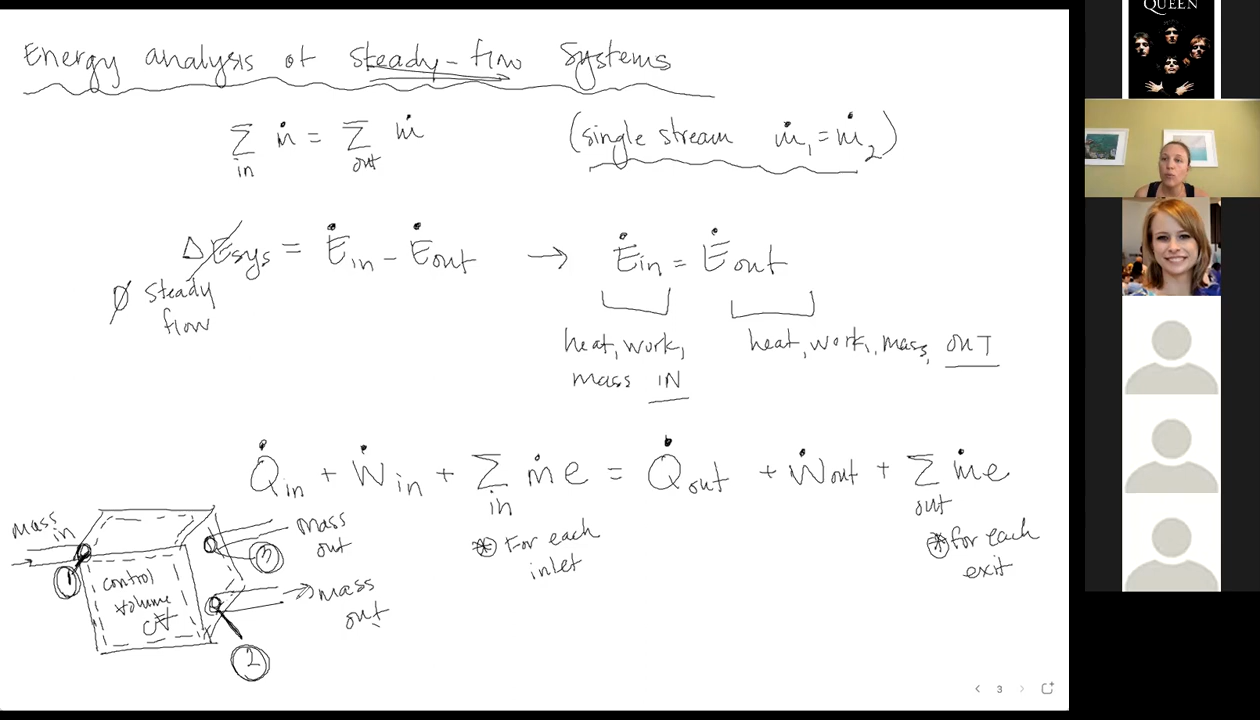 QUEEN
Energy analysis of steady-flow systems
∑ ṁ = ∑ ṁ (single stream ṁ₁ = ṁ₂)
in out
ΔEsys = Ėin - Ėout → Ėin = Ėout
∅ steady
flow
heat, work, heat, work, mass, OUT
mass IN
Q̇in + Ẇin + ∑ ṁe = Q̇out + Ẇout + ∑ ṁe
in out
mass in
mass out
* For each inlet
* for each exit
1
3
control volume CV
mass out
2
3